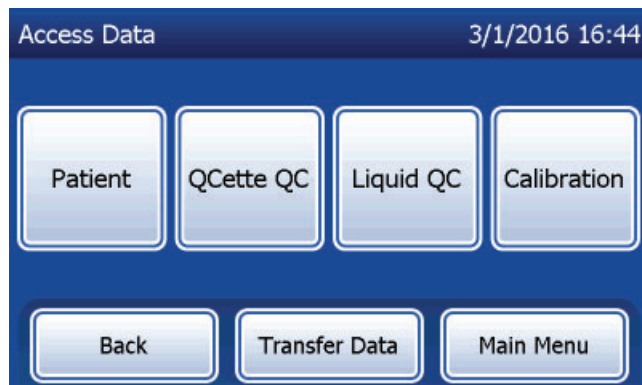 Access Data 3/1/2016 16:44
Patient QCette QC Liquid QC Calibration
Back Transfer Data Main Menu